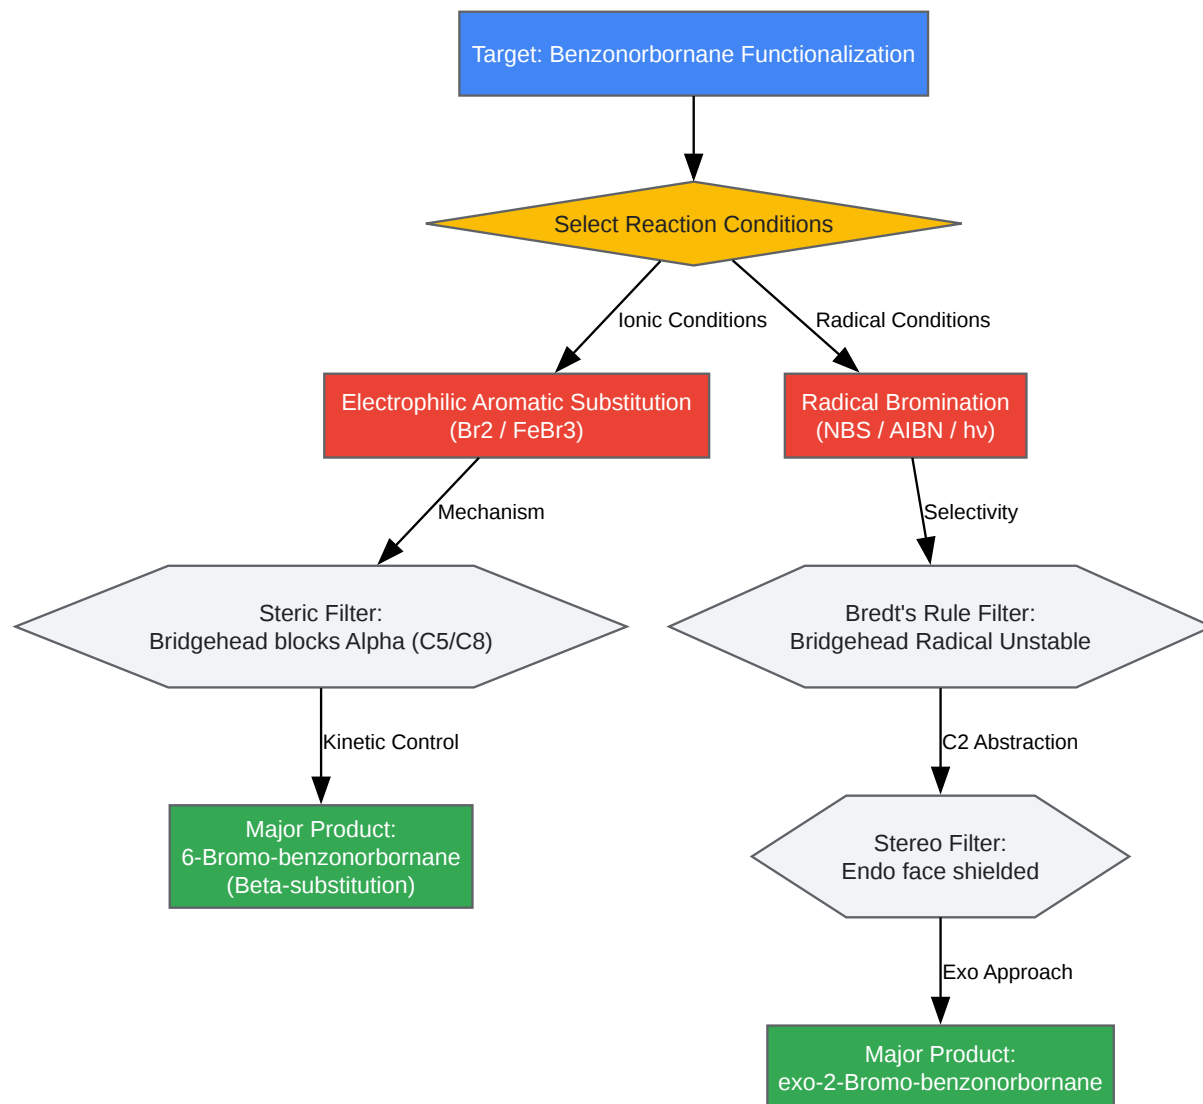 Target: Benzonorbornane Functionalization
Select Reaction Conditions
Ionic Conditions
Radical Conditions
Electrophilic Aromatic Substitution
(Br2 / FeBr3)
Radical Bromination
(NBS / AIBN / hν)
Mechanism
Selectivity
Steric Filter:
Bridgehead blocks Alpha (C5/C8)
Bredt's Rule Filter:
Bridgehead Radical Unstable
Kinetic Control
C2 Abstraction
Major Product:
6-Bromo-benzonorbornane
(Beta-substitution)
Stereo Filter:
Endo face shielded
Exo Approach
Major Product:
exo-2-Bromo-benzonorbornane